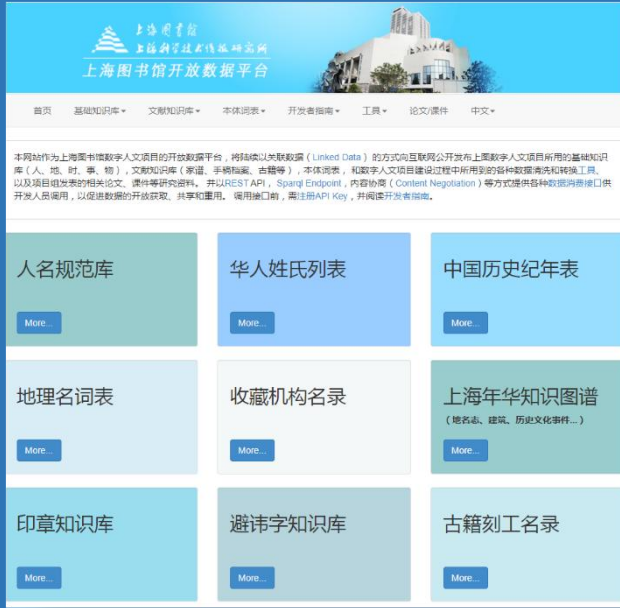 上海图书馆
上海科学技术情报研究所
上海图书馆开放数据平台
首页 基础知识库 文献知识库 本体词表 开发者指南 工具 论文/课件 中文
本网站作为上海图书馆数字人文项目的开放数据平台，将陆续以关联数据（Linked Data）的方式向互联网公开发布上图数字人文项目所用的基础知识
库（人、地、时、事、物），文献知识库（家谱、手稿档案、古籍等），本体词表，和数字人文项目建设过程中所用到的各种数据清洗和转换工具，
以及项目组发表的相关论文、课件等研究资料。 并以REST API，Sparql Endpoint，内容协商（Content Negotiation）等方式提供各种数据消费接口供
开发人员调用，以促进数据的开放获取、共享和重用。 调用接口前，需注册API Key，并阅读开发者指南。
人名规范库 华人姓氏列表 中国历史纪年表
More... More... More...
地理名词表 收藏机构名录 上海年华知识图谱
（地名志、建筑、历史文化事件...）
More... More... More...
印章知识库 避讳字知识库 古籍刻工名录
More... More... More...